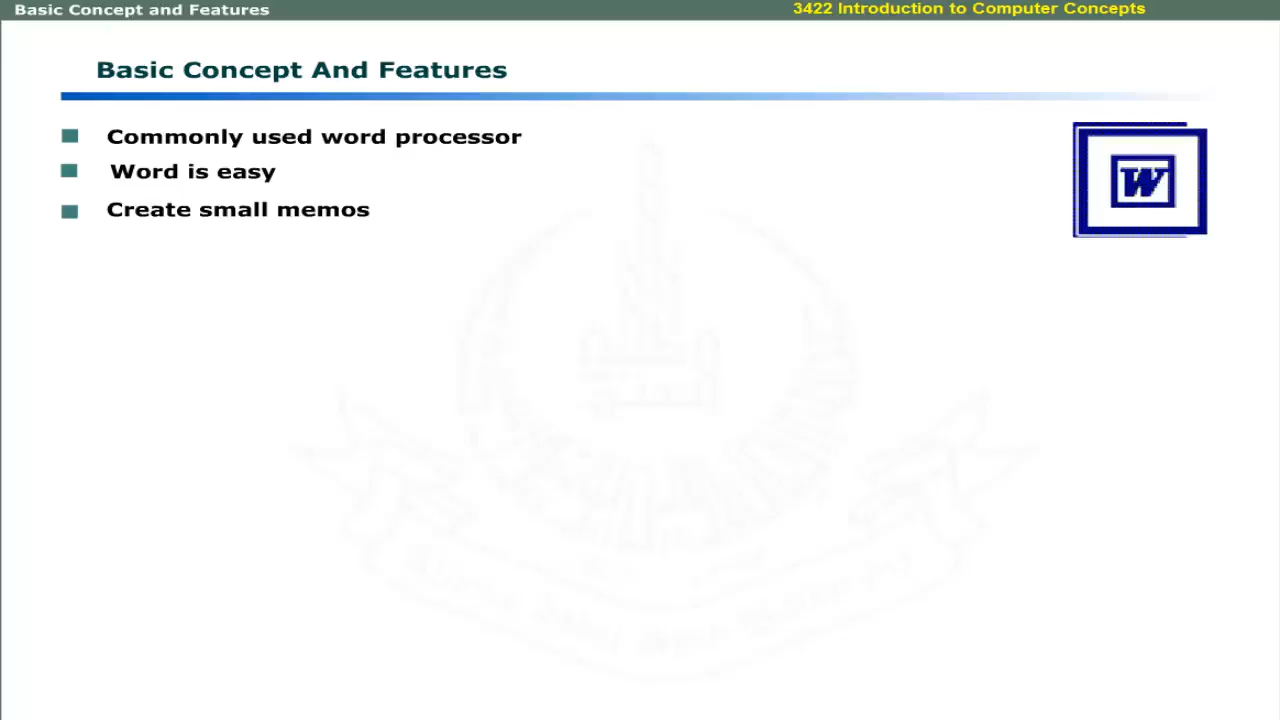 Basic Concept and Features
3422 Introduction to Computer Concepts
Basic Concept And Features
Commonly used word processor
Word is easy
Create small memos
W